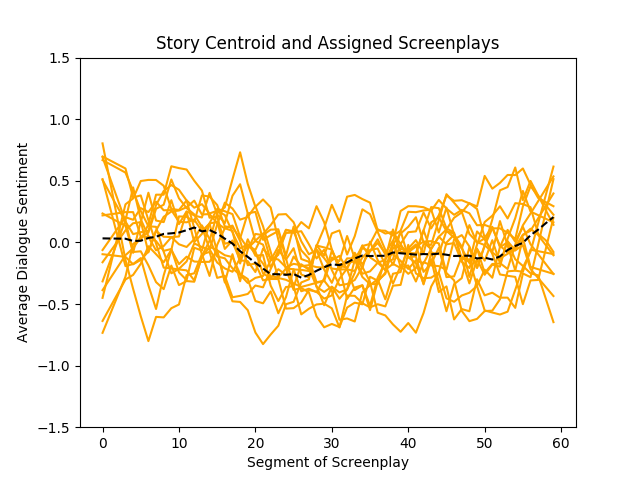 Story Centroid and Assigned Screenplays
1.5
1.0
0.5
0.0
−0.5
−1.0
−1.5
Average Dialogue Sentiment
0 10 20 30 40 50 60
Segment of Screenplay